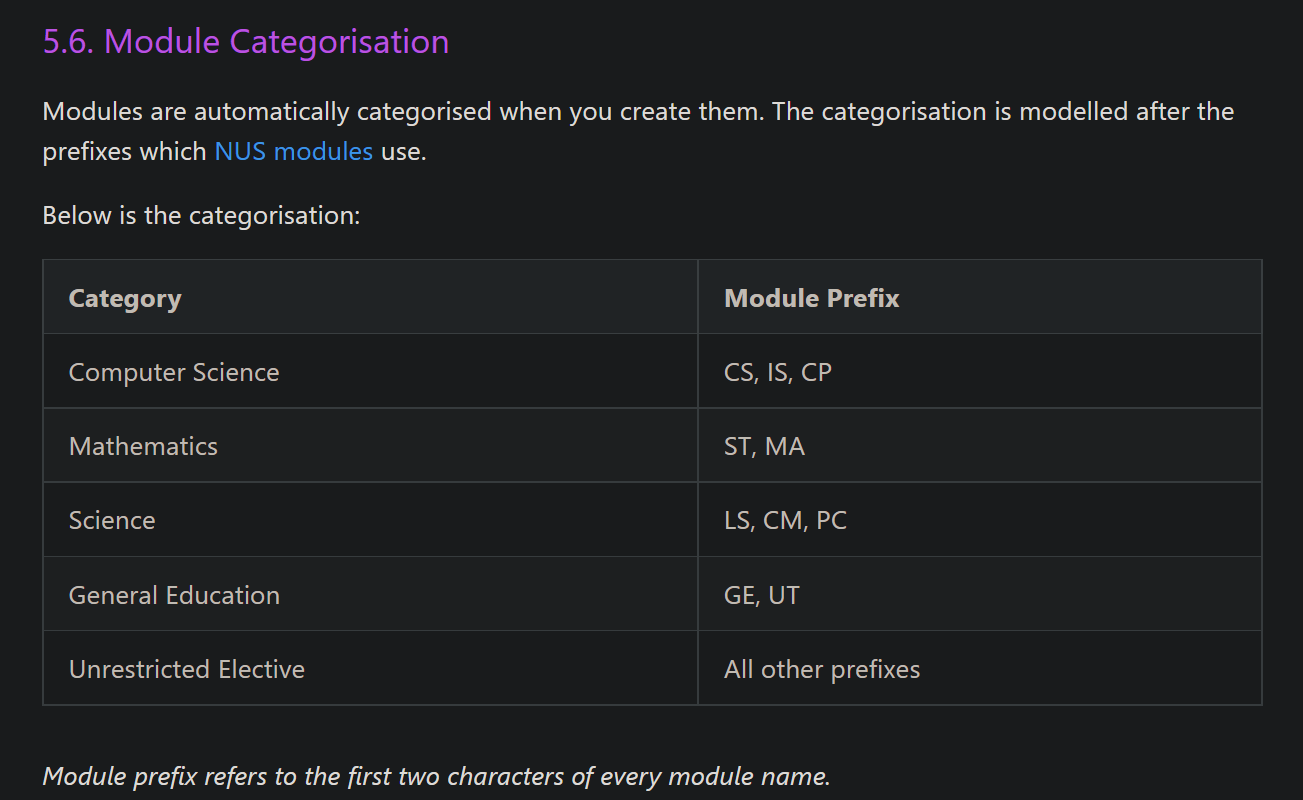 5.6. Module Categorisation
Modules are automatically categorised when you create them. The categorisation is modelled after the
prefixes which NUS modules use.
Below is the categorisation:
Category Module Prefix
Computer Science CS, IS, CP
Mathematics ST, MA
Science LS, CM, PC
General Education GE, UT
Unrestricted Elective All other prefixes
Module prefix refers to the first two characters of every module name.